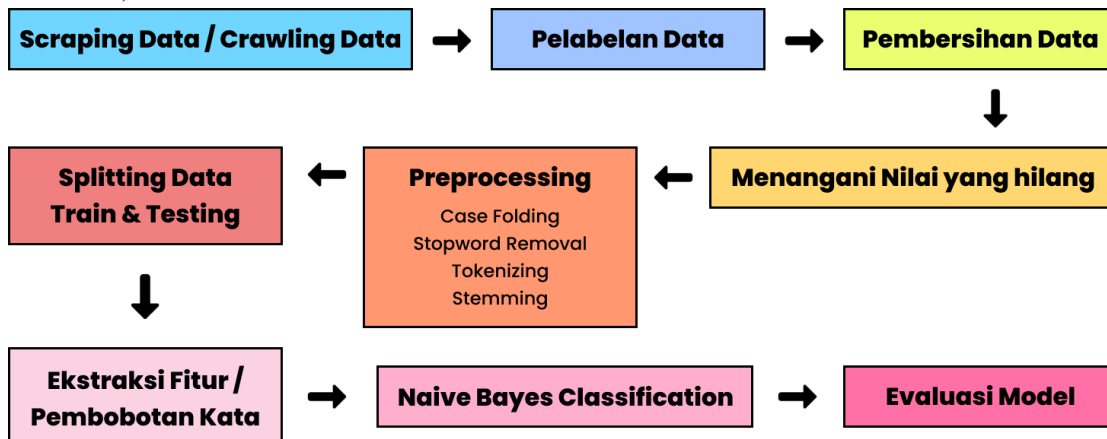 Scraping Data / Crawling Data
Pelabelan Data
Pembersihan Data
Menangani Nilai yang hilang
Preprocessing
Case Folding
Stopword Removal
Tokenizing
Stemming
Splitting Data
Train & Testing
Ekstraksi Fitur /
Pembobotan Kata
Naive Bayes Classification
Evaluasi Model